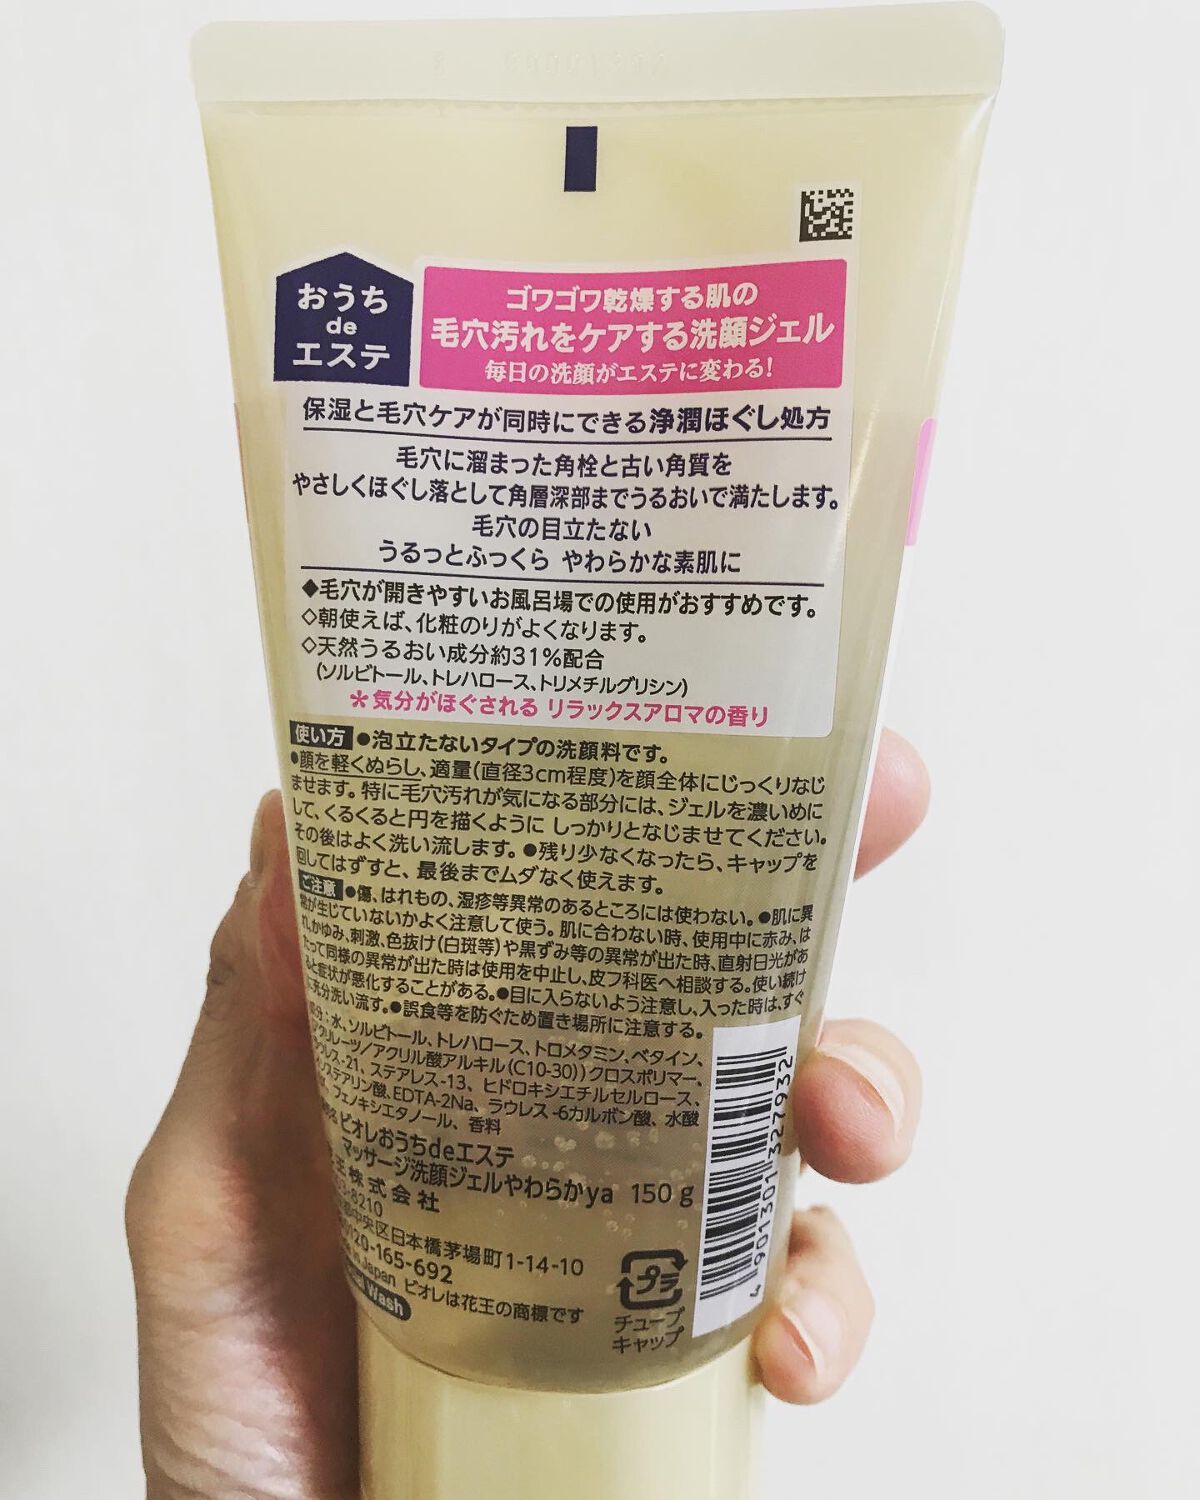 おうち
de
エステ
ゴワゴワ乾燥する肌の
毛穴汚れをケアする洗顔ジェル
毎日の洗顔がエステに変わる!
保湿と毛穴ケアが同時にできる浄潤ほぐし処方
毛穴に溜まった角栓と古い角質を
やさしくほぐし落として角層深部までうるおいで満たします。
毛穴の目立たない
うるっとふっくら やわらかな素肌に
◆毛穴が開きやすいお風呂場での使用がおすすめです。
◇朝使えば、化粧のりがよくなります。
◇天然うるおい成分約31%配合
(ソルビトール、トレハロース、トリメチルグリシン)
*気分がほぐされる リラックスアロマの香り
使い方 ●泡立たないタイプの洗顔料です。
●顔を軽くぬらし、適量(直径3cm程度)を顔全体にじっくりなじ
ませます。特に毛穴汚れが気になる部分には、ジェルを濃いめに
して、くるくると円を描くように しっかりとなじませてください。
その後はよく洗い流します。●残り少なくなったら、キャップを
回してはずすと、最後までムダなく使えます。
ご注意 ●傷、はれもの、湿疹等異常のあるところには使わない。●肌に異
常が生じていないかよく注意して使う。肌に合わない時、使用中に赤み、は
れ、かゆみ、刺激、色抜け(白斑等)や黒ずみ等の異常が出た時、直射日光があ
たって同様の異常が出た時は使用を中止し、皮フ科医へ相談する。使い続け
ると症状が悪化することがある。●目に入らないよう注意し、入った時は、すぐ
に充分洗い流す。●誤食等を防ぐため置き場所に注意する。
成分:水、ソルビトール、トレハロース、トロメタミン、ベタイン、
アクリレーツ/アクリル酸アルキル(C10-30))クロスポリマー、
ラウレス-21、ステアレス-13、ヒドロキシエチルセルロース、
ステアリン酸、EDTA-2Na、ラウレス-6カルボン酸、水酸
フェノキシエタノール、香料
ビオレおうちdeエステ
マッサージ洗顔ジェルやわらかya 150g
王株式会社
3-8210
中央区日本橋茅場町1-14-10
0120-165-692
in Japan ビオレは花王の商標です
Wash
プラ
チューブ
キャップ
4 901301 327932